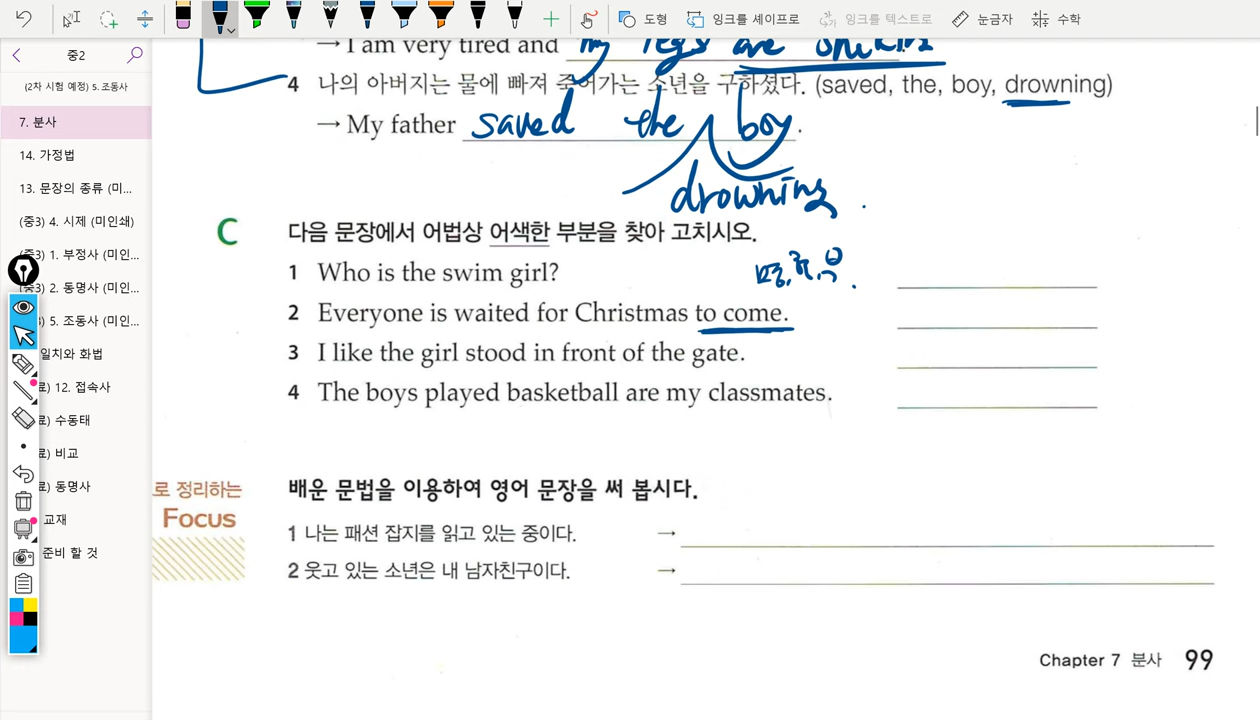 도형
잉크를 셰이프로
잉크를 텍스트로
눈금자
수학
중2
(2차 시험 예정) 5. 조동사
7. 분사
14. 가정법
13. 문장의 종류 (미...
(중3) 4. 시제 (미인쇄)
3) 1. 부정사 (미인...
) 2. 동명사 (미인...
) 5. 조동사 (미인...
일치와 화법
료) 12. 접속사
료) 수동태
료) 비교
료) 동명사
교재
준비 할 것
→ I am very tired and my legs are
4 나의 아버지는 물에 빠져 죽어가는 소년을 구하셨다. (saved, the, boy, drowning)
→ My father saved the boy.
drowning.
C 다음 문장에서 어법상 어색한 부분을 찾아 고치시오.
1 Who is the swim girl?
2 Everyone is waited for Christmas to come.
3 I like the girl stood in front of the gate.
4 The boys played basketball are my classmates.
로 정리하는
Focus
배운 문법을 이용하여 영어 문장을 써 봅시다.
1 나는 패션 잡지를 읽고 있는 중이다. →
2 웃고 있는 소년은 내 남자친구이다. →
Chapter 7 분사 99